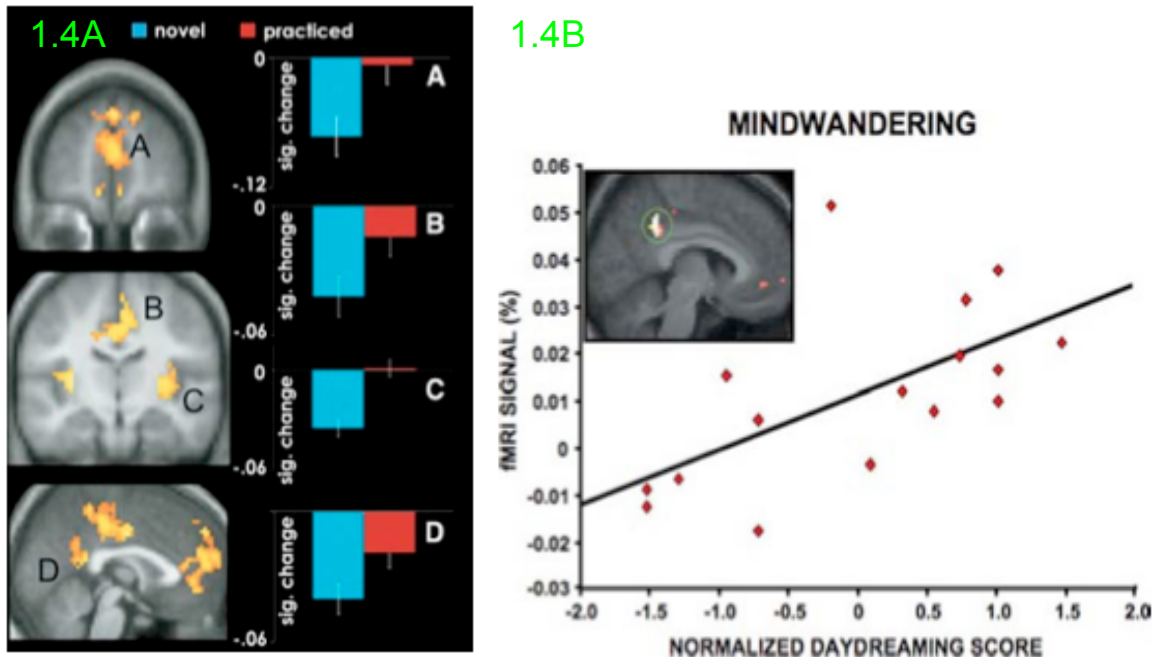 1.4A
novel practiced
0
sig. change
A
-.12
A
0
sig. change
B
-.06
B
0
sig. change
C
-.06
C
sig. change
D
-.06
D
1.4B
MINDWANDERING
fMRI SIGNAL (%)
0.06
0.05
0.04
0.03
0.02
0.01
0
-0.01
-0.02
-0.03
-2.0 -1.5 -1.0 -0.5 0 0.5 1.0 1.5 2.0
NORMALIZED DAYDREAMING SCORE